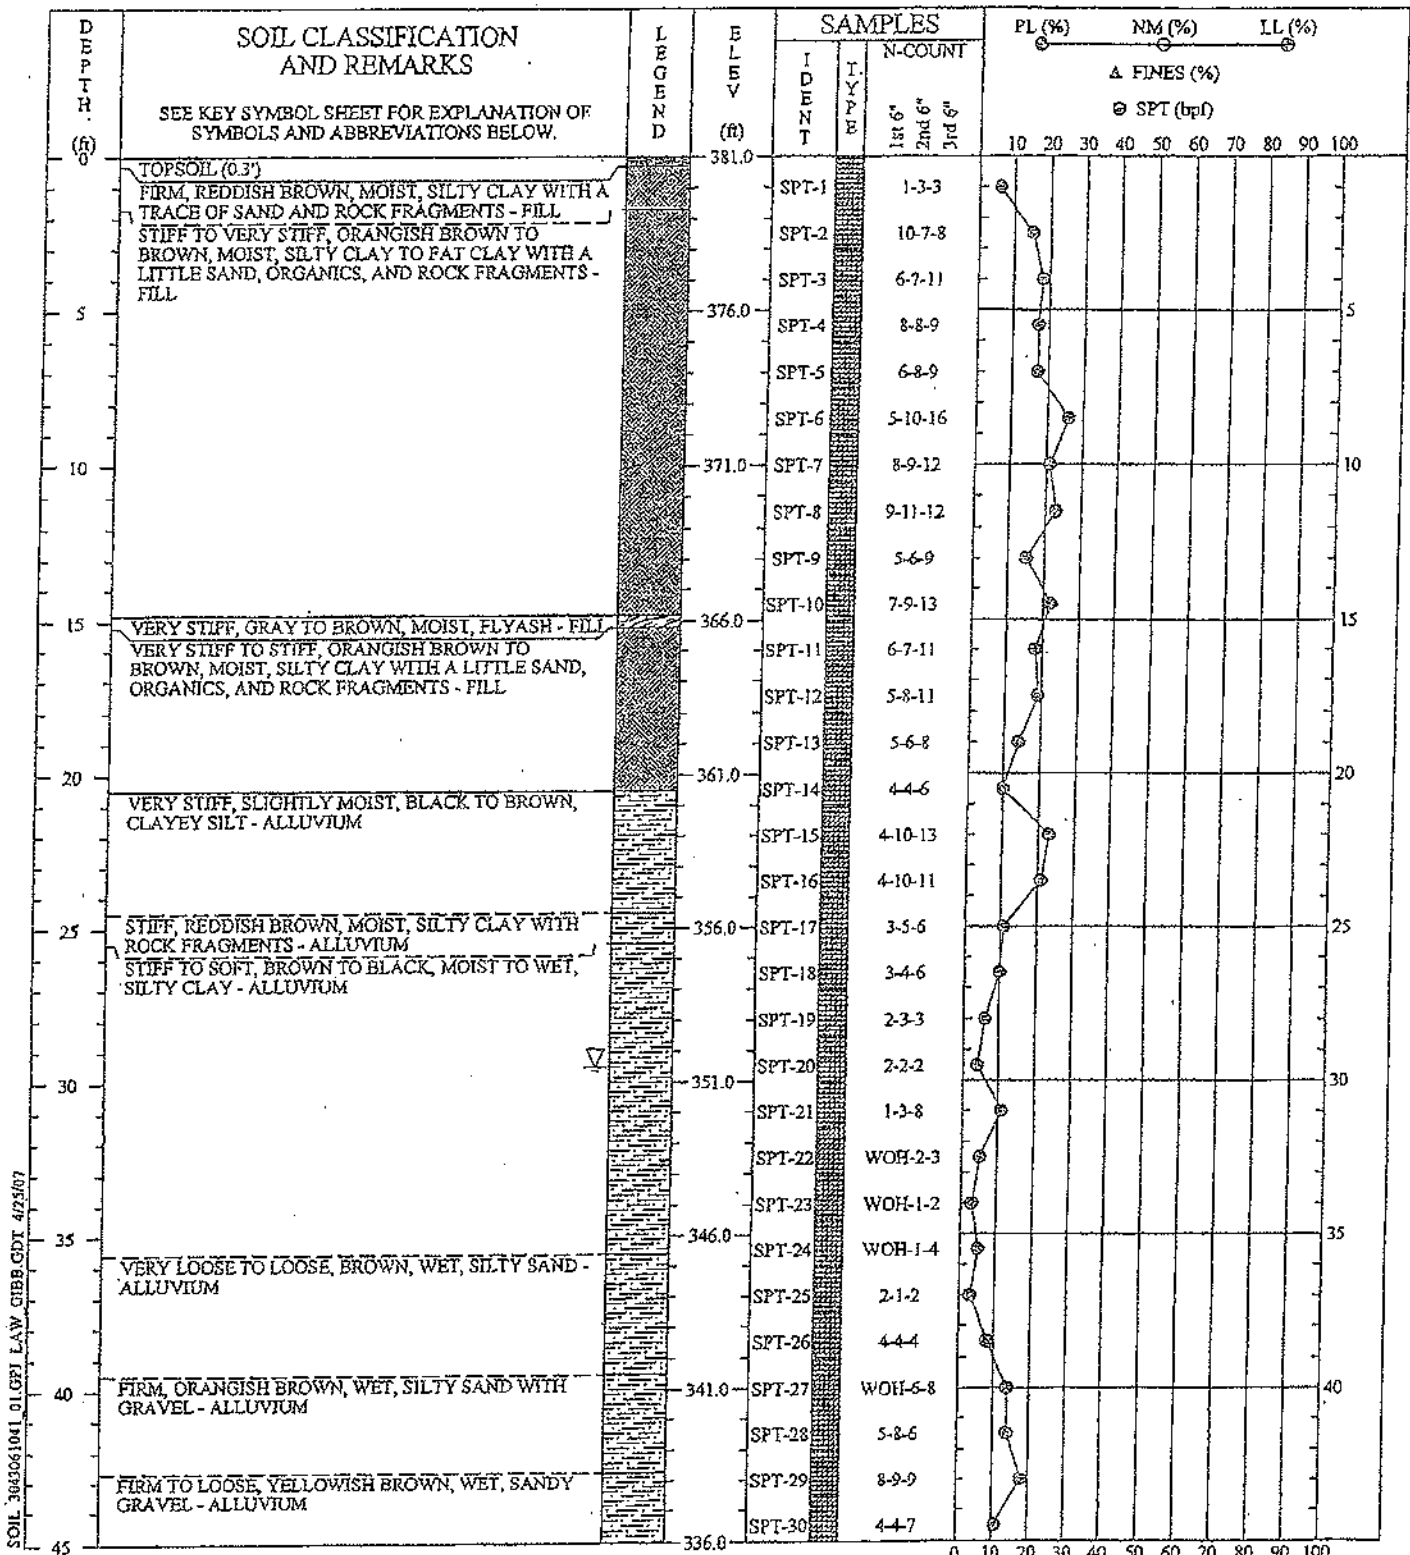 DEPTH (ft)
SOIL CLASSIFICATION
AND REMARKS
SEE KEY SYMBOL SHEET FOR EXPLANATION OF
SYMBOLS AND ABBREVIATIONS BELOW.
LEGEND
ELEV (ft)
SAMPLES
IDENT
TYPE
N-COUNT
1st 6"
2nd 6"
3rd 6"
PL (%) NM (%) LL (%)
▵ FINES (%)
● SPT (bpf)
10 20 30 40 50 60 70 80 90 100
0 381.0
TOPSOIL (0.3')
FIRM, REDDISH BROWN, MOIST, SILTY CLAY WITH A
TRACE OF SAND AND ROCK FRAGMENTS - FILL
SPT-1 1-3-3
STIFF TO VERY STIFF, ORANGISH BROWN TO
BROWN, MOIST, SILTY CLAY TO FAT CLAY WITH A
LITTLE SAND, ORGANICS, AND ROCK FRAGMENTS -
FILL
SPT-2 10-7-8
SPT-3 6-7-11
5 376.0 5
SPT-4 8-8-9
SPT-5 6-8-9
SPT-6 5-10-16
10 371.0 SPT-7 8-9-12 10
SPT-8 9-11-12
SPT-9 5-6-9
SPT-10 7-9-13
VERY STIFF, GRAY TO BROWN, MOIST, FLYASH - FILL
15 366.0 15
VERY STIFF TO STIFF, ORANGISH BROWN TO
BROWN, MOIST, SILTY CLAY WITH A LITTLE SAND,
ORGANICS, AND ROCK FRAGMENTS - FILL
SPT-11 6-7-11
SPT-12 5-8-11
SPT-13 5-6-8
20 361.0 20
SPT-14 4-4-6
VERY STIFF, SLIGHTLY MOIST, BLACK TO BROWN,
CLAYEY SILT - ALLUVIUM
SPT-15 4-10-13
SPT-16 4-10-11
STIFF, REDDISH BROWN, MOIST, SILTY CLAY WITH
ROCK FRAGMENTS - ALLUVIUM
25 356.0 SPT-17 3-5-6 25
STIFF TO SOFT, BROWN TO BLACK, MOIST TO WET,
SILTY CLAY - ALLUVIUM
SPT-18 3-4-6
SPT-19 2-3-3
SPT-20 2-2-2
30 351.0 30
SPT-21 1-3-8
SPT-22 WOH-2-3
SPT-23 WOH-1-2
35 346.0 35
SPT-24 WOH-1-4
VERY LOOSE TO LOOSE, BROWN, WET, SILTY SAND -
ALLUVIUM
SPT-25 2-1-2
SPT-26 4-4-4
FIRM, ORANGISH BROWN, WET, SILTY SAND WITH
GRAVEL - ALLUVIUM
40 341.0 SPT-27 WOH-6-8 40
SPT-28 5-8-6
FIRM TO LOOSE, YELLOWISH BROWN, WET, SANDY
GRAVEL - ALLUVIUM
SPT-29 8-9-9
SPT-30 4-4-7
45 336.0
0 10 20 30 40 50 60 70 80 90 100
SOIL 3043061041_01.GPJ LAW_GIBB.GDT 4/25/07